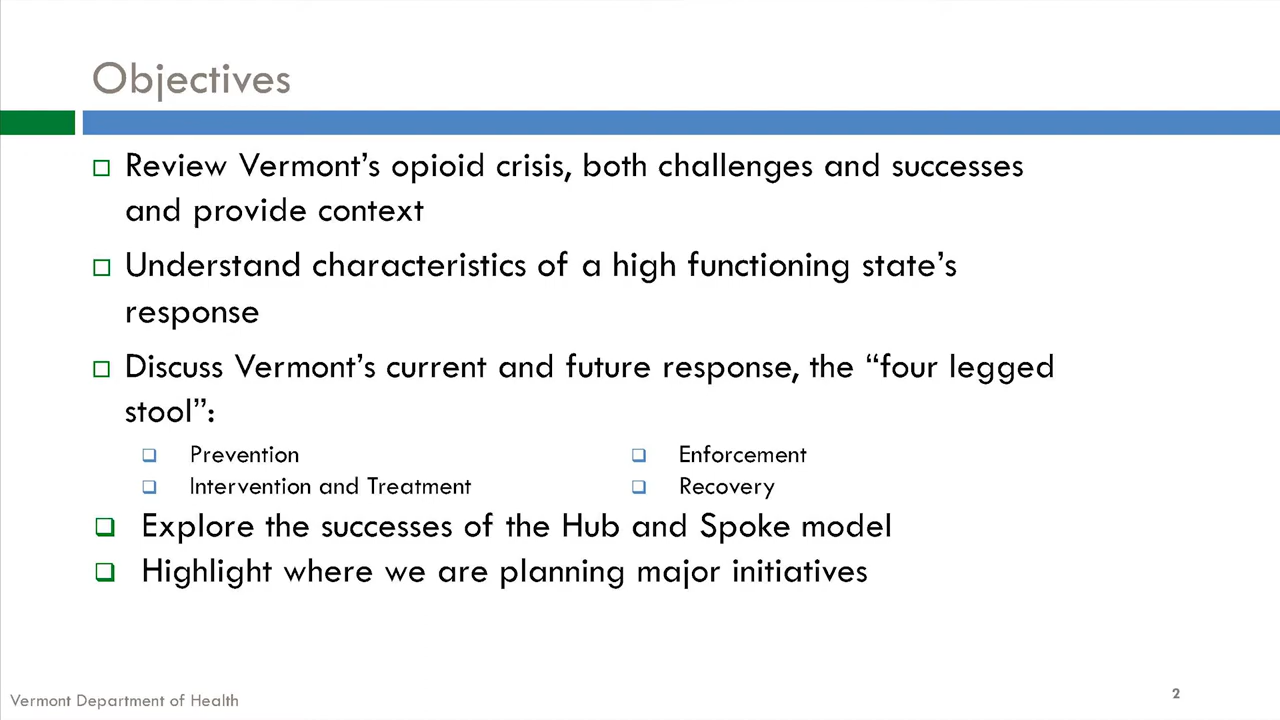 Objectives
Review Vermont’s opioid crisis, both challenges and successes
and provide context
Understand characteristics of a high functioning state’s
response
Discuss Vermont’s current and future response, the “four legged
stool”:
Prevention
Intervention and Treatment
Enforcement
Recovery
Explore the successes of the Hub and Spoke model
Highlight where we are planning major initiatives
Vermont Department of Health
2